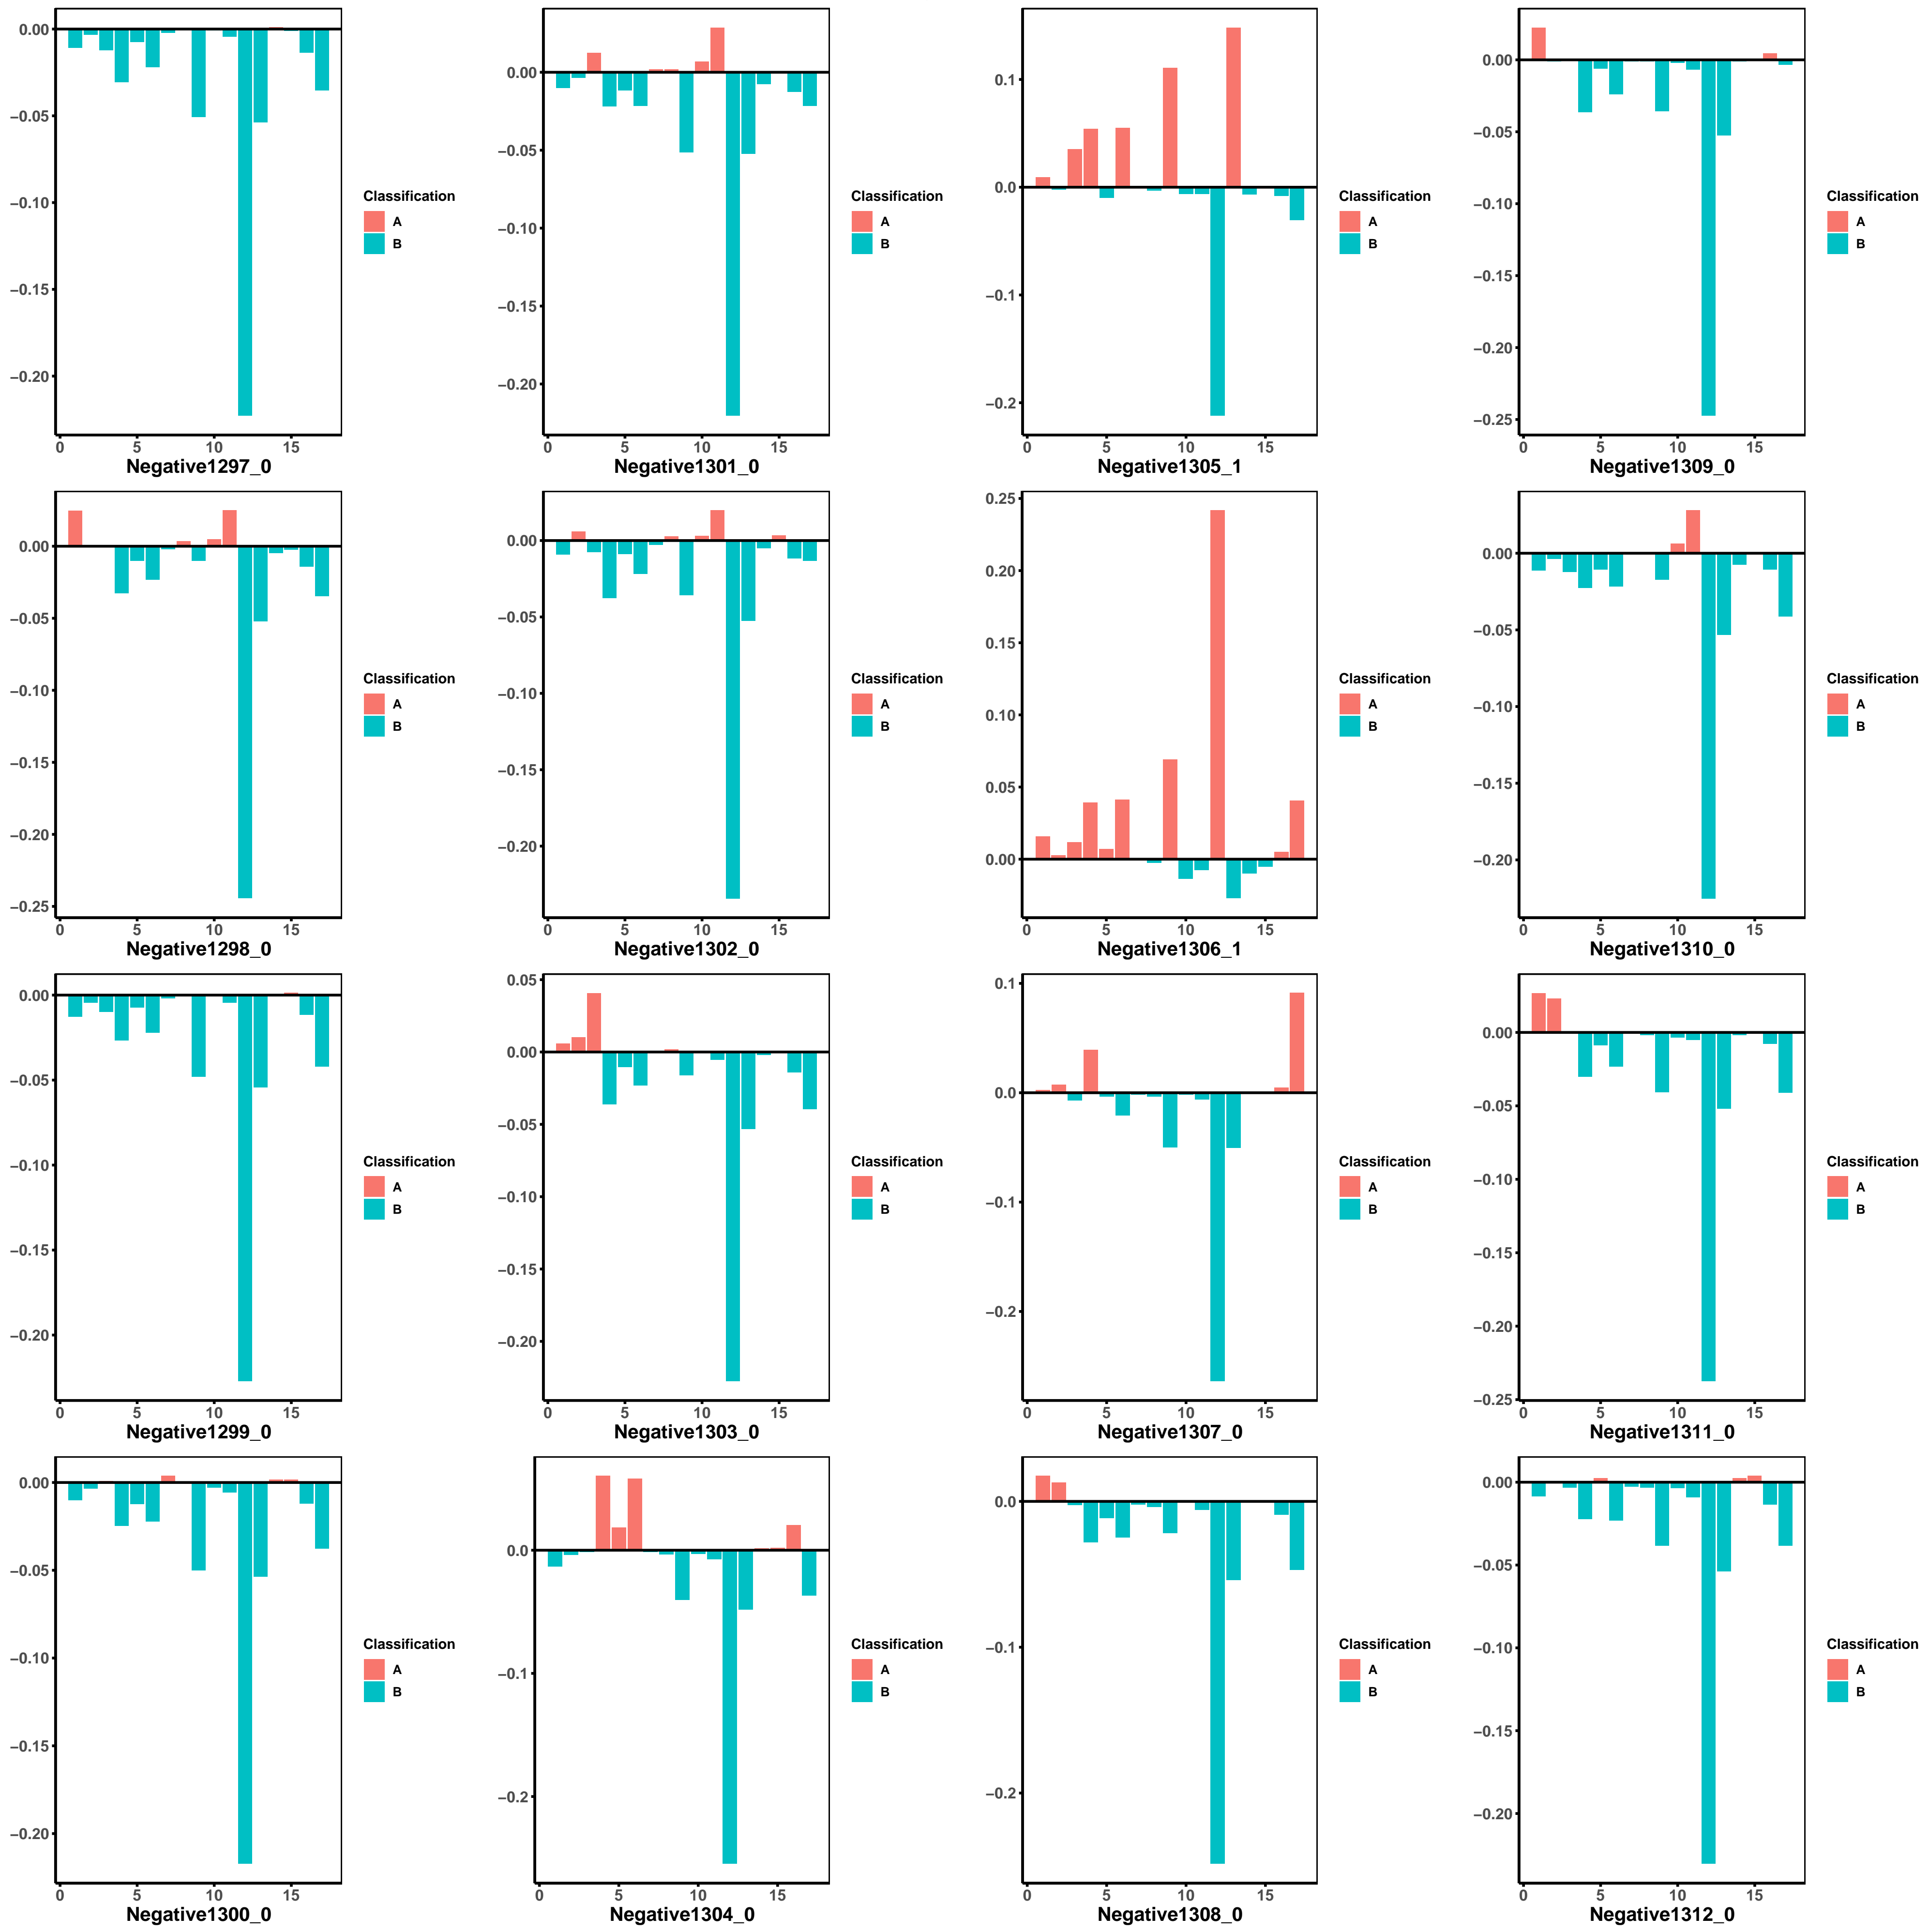 0.00
−0.05
−0.10
−0.15
−0.20
0 5 10 15
Negative1297_0
Classification
A
B
0.00
−0.05
−0.10
−0.15
−0.20
0 5 10 15
Negative1301_0
Classification
A
B
0.1
0.0
−0.1
−0.2
0 5 10 15
Negative1305_1
Classification
A
B
0.00
−0.05
−0.10
−0.15
−0.20
−0.25
0 5 10 15
Negative1309_0
Classification
A
B
0.00
−0.05
−0.10
−0.15
−0.20
−0.25
0 5 10 15
Negative1298_0
Classification
A
B
0.00
−0.05
−0.10
−0.15
−0.20
0 5 10 15
Negative1302_0
Classification
A
B
0.25
0.20
0.15
0.10
0.05
0.00
0 5 10 15
Negative1306_1
Classification
A
B
0.00
−0.05
−0.10
−0.15
−0.20
0 5 10 15
Negative1310_0
Classification
A
B
0.00
−0.05
−0.10
−0.15
−0.20
0 5 10 15
Negative1299_0
Classification
A
B
0.05
0.00
−0.05
−0.10
−0.15
−0.20
0 5 10 15
Negative1303_0
Classification
A
B
0.1
0.0
−0.1
−0.2
0 5 10 15
Negative1307_0
Classification
A
B
0.00
−0.05
−0.10
−0.15
−0.20
−0.25
0 5 10 15
Negative1311_0
Classification
A
B
0.00
−0.05
−0.10
−0.15
−0.20
0 5 10 15
Negative1300_0
Classification
A
B
0.0
−0.1
−0.2
0 5 10 15
Negative1304_0
Classification
A
B
0.0
−0.1
−0.2
0 5 10 15
Negative1308_0
Classification
A
B
0.00
−0.05
−0.10
−0.15
−0.20
0 5 10 15
Negative1312_0
Classification
A
B